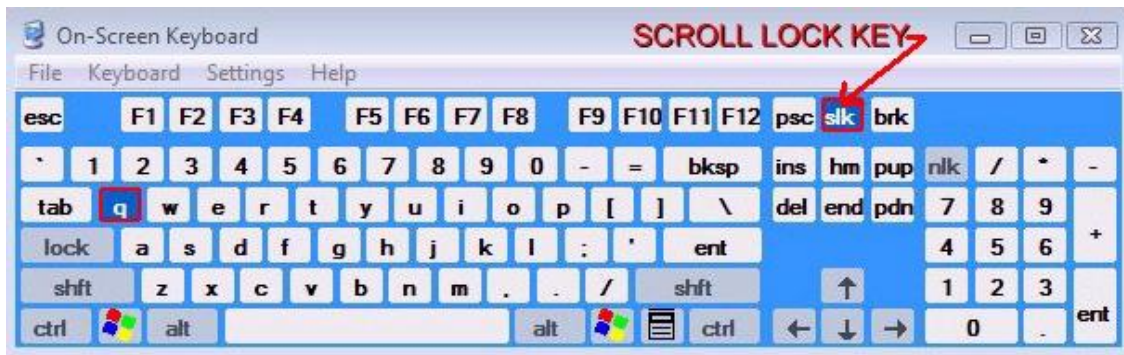 On-Screen Keyboard SCROLL LOCK KEY
File Keyboard Settings Help
esc F1 F2 F3 F4 F5 F6 F7 F8 F9 F10 F11 F12 psc slk brk
` 1 2 3 4 5 6 7 8 9 0 - = bksp ins hm pup nlk / * -
tab q w e r t y u i o p [ ] \ del end pdn 7 8 9 +
lock a s d f g h j k l ; ' ent 4 5 6
shft z x c v b n m , . / shft ↑ 1 2 3 ent
ctrl alt alt ctrl ← ↓ → 0 .